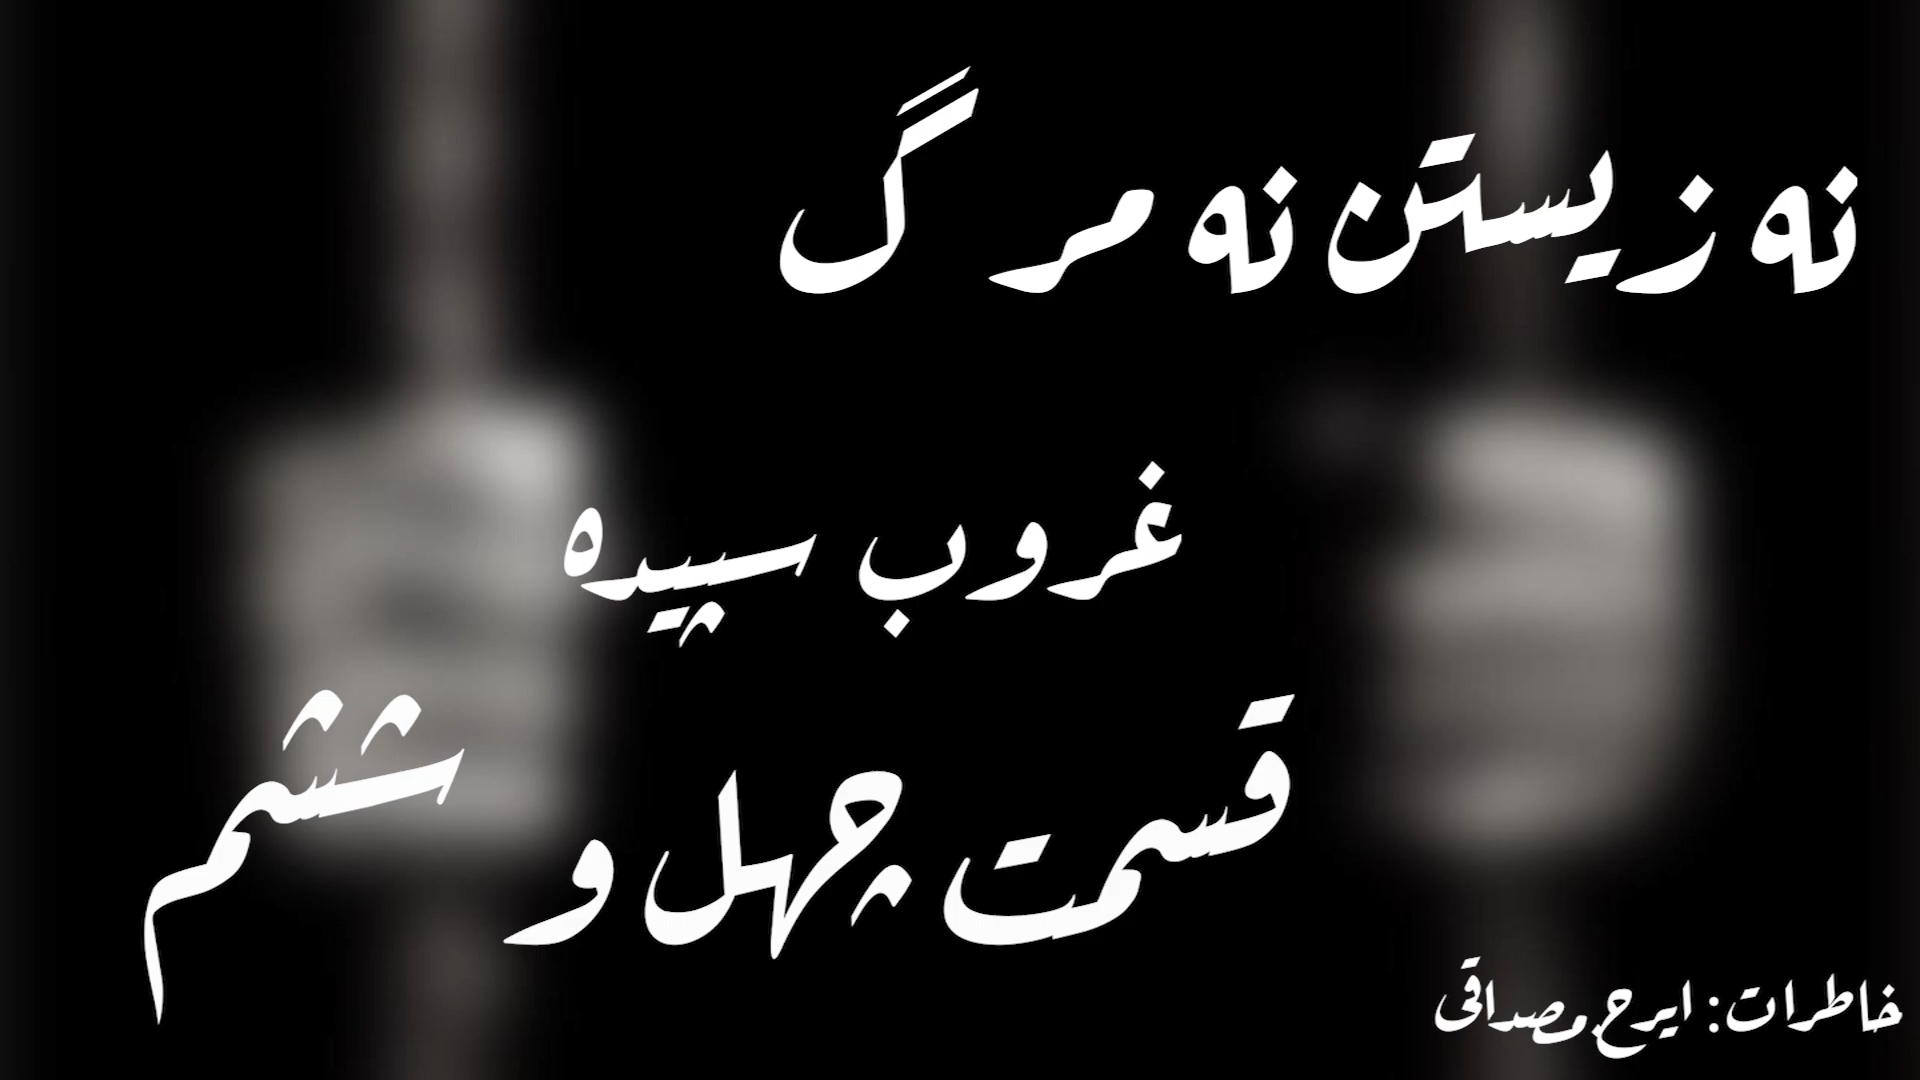 نه زیستن نه مرگ
غروب سپیده
قسمت چهل و ششم
خاطرات: ایرج مصداقی